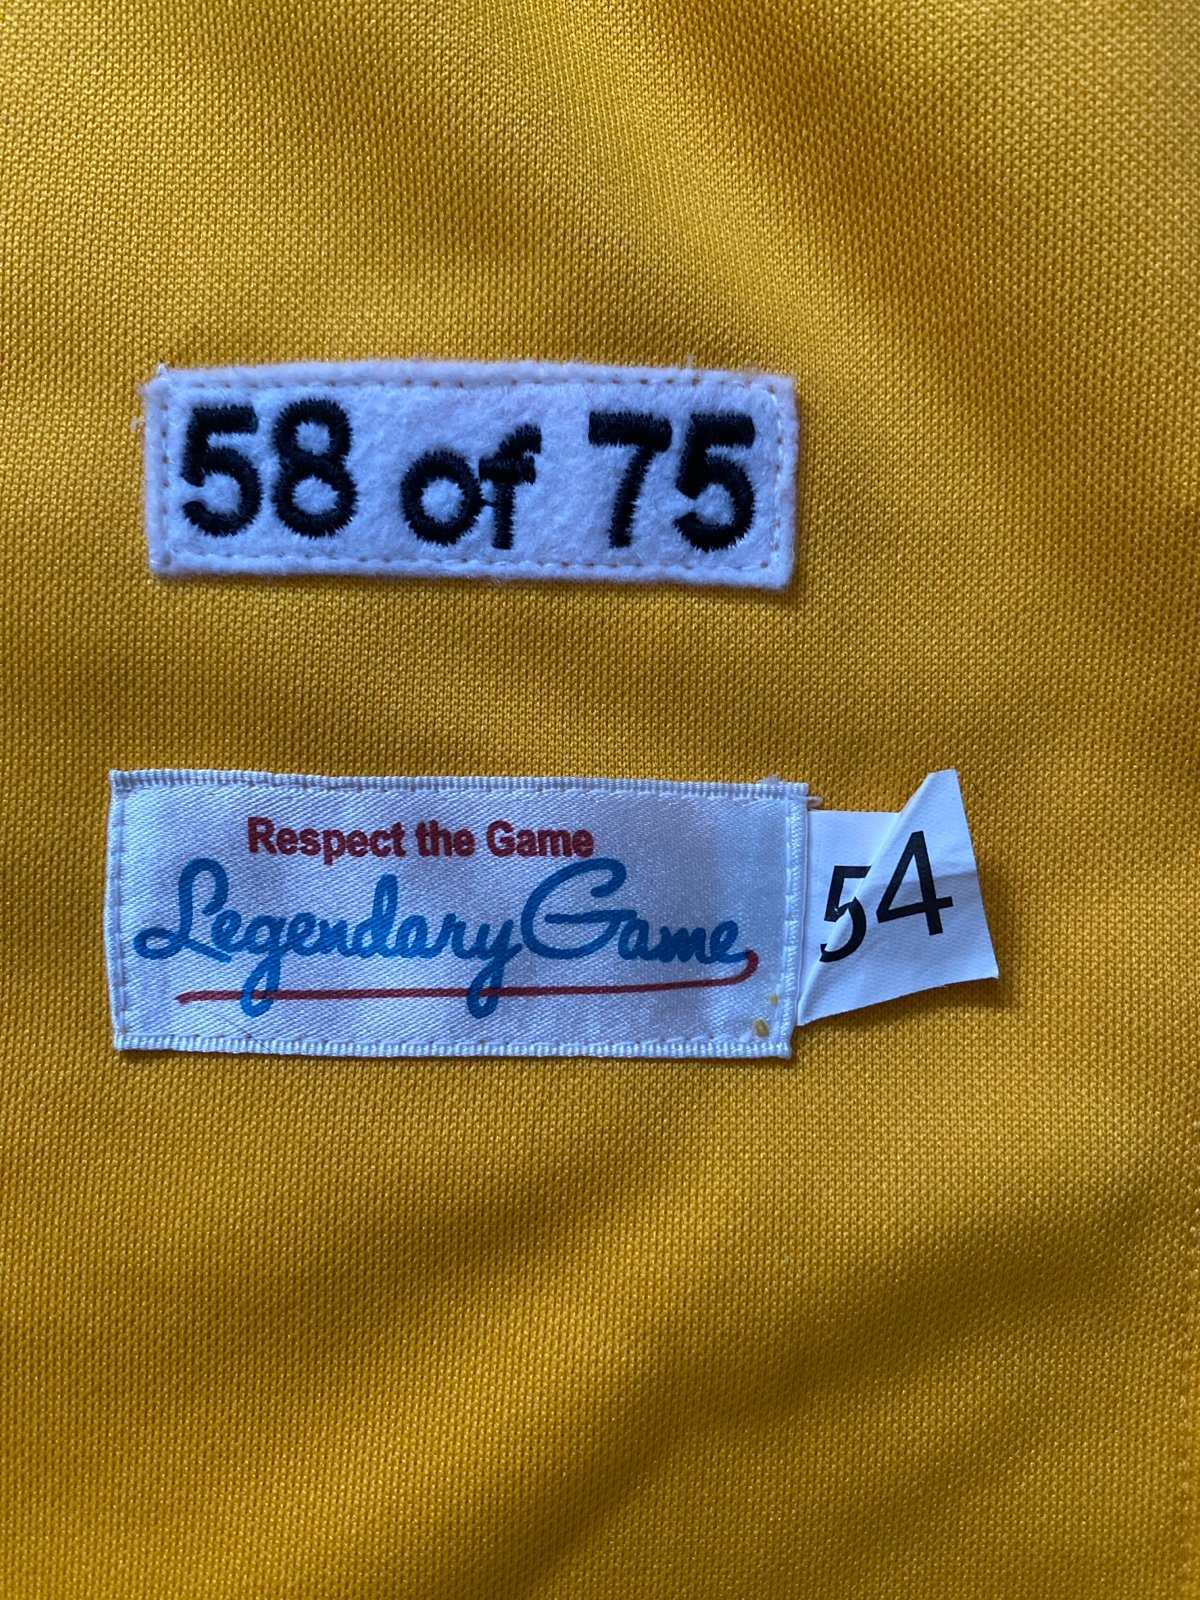 58 of 75
Respect the Game
LegendaryGame
54